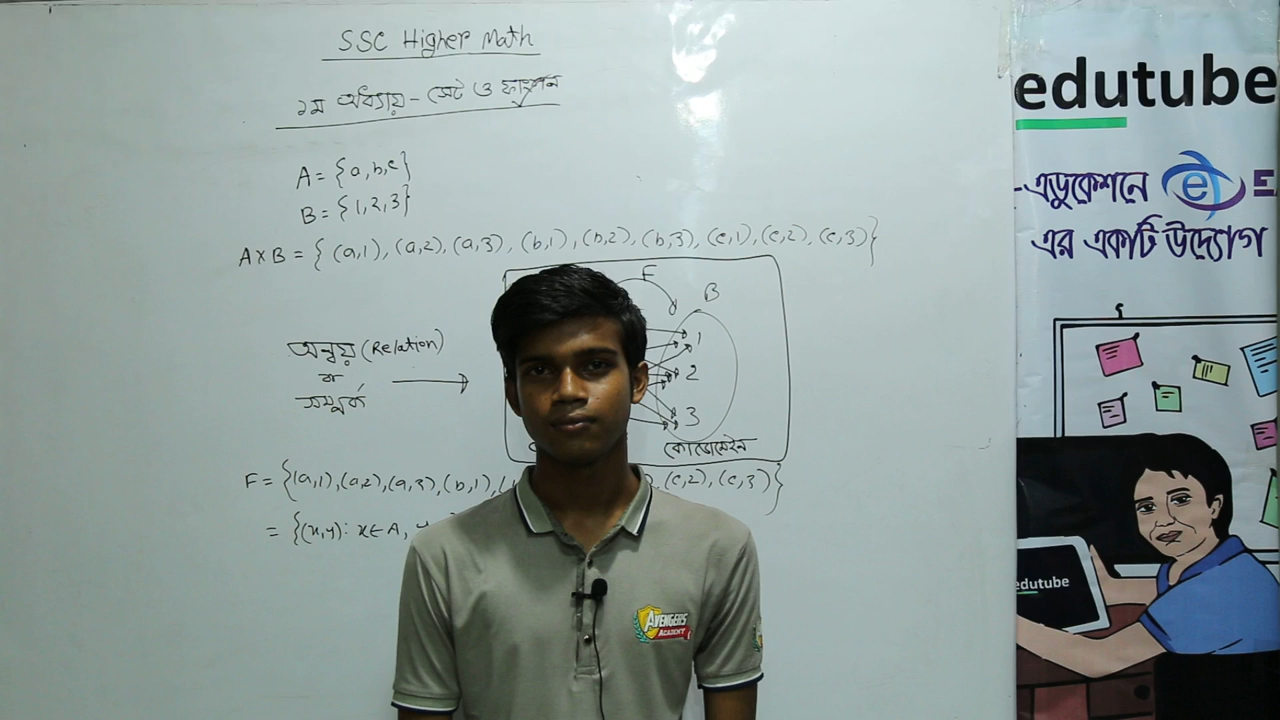 SSC Higher Math
১ম অধ্যায় - সেট ও ফাংশন
A = {a,b,c}
B = {1,2,3}
A×B = { (a,1), (a,2), (a,3), (b,1), (b,2), (b,3), (c,1), (c,2), (c,3)}
F
B
অন্বয় (Relation)
বা
সম্পর্ক
1
2
3
কোডোমেইন
F = {(a,1), (a,2), (a,3), (b,1), (c,2), (c,3)}
= {(x,y): x∈A, y
AVENGERS
ACADEMY
edutube
-এডুকেশনে e E
এর একটি উদ্যোগ
edutube